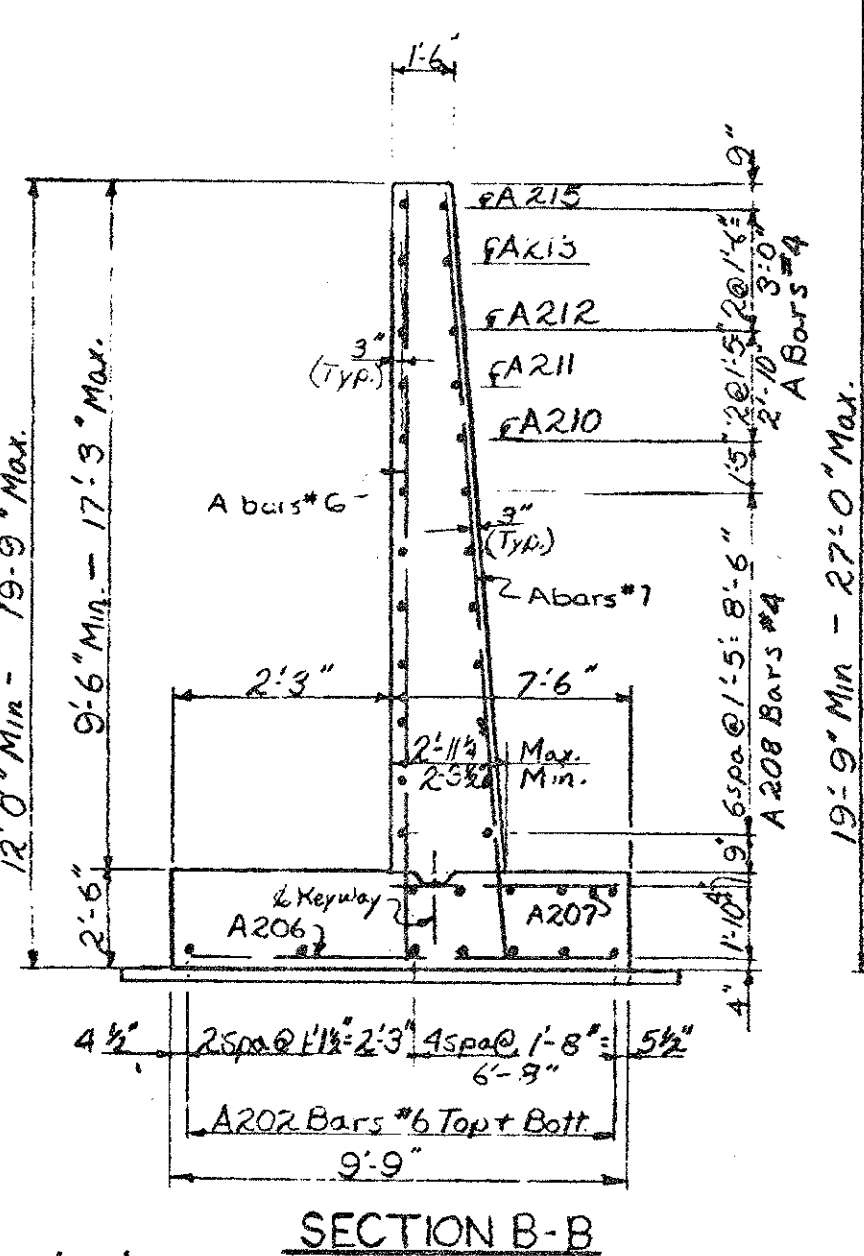 1'-6"
9"
A215
A213
A212
A211
A210
3"
(Typ.)
2@1'-6"=
3'-0"
2@1'-5"
2'-10"
A Bars #4
1'-5"
A bars #6
3"
(Typ.)
A bars #7
12'-0" Min - 19'-9" Max.
9'-6" Min. - 17'-3" Max.
2'-6"
2'-3"
7'-6"
2'-11¼ Max.
2'-3½ Min.
6spa@1'-5= 8'-6"
A208 Bars #4
19'-9" Min - 27'-0" Max.
9"
1'-10"
4"
4"
℄ Keyway
A206
A207
4½"
2Spa@1'-1½=2'-3"
4spa@ 1'-8"=
6'-8"
5½"
A202 Bars #6 Top + Bott.
9'-9"
SECTION B-B